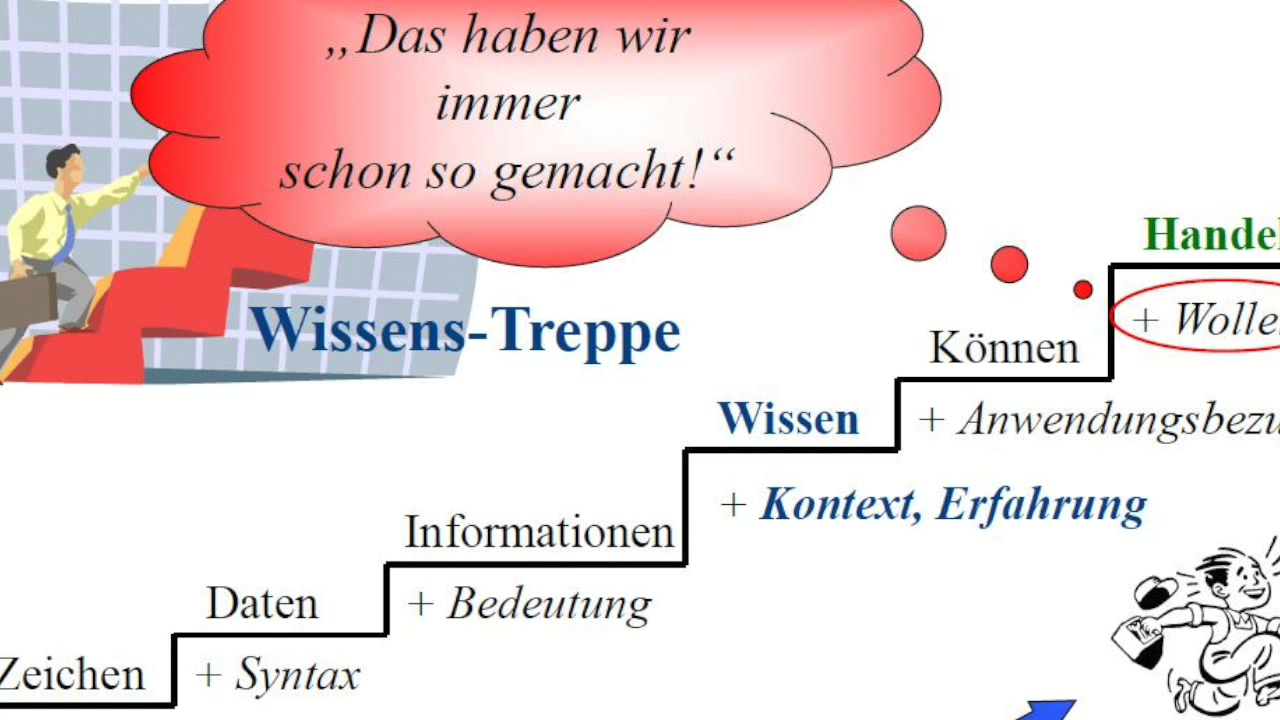 „Das haben wir
immer
schon so gemacht!“
Wissens-Treppe
+
Können
Wissen
+
+ Kontext, Erfahrung
Informationen
+ Bedeutung
Daten
+ Syntax
Zeichen